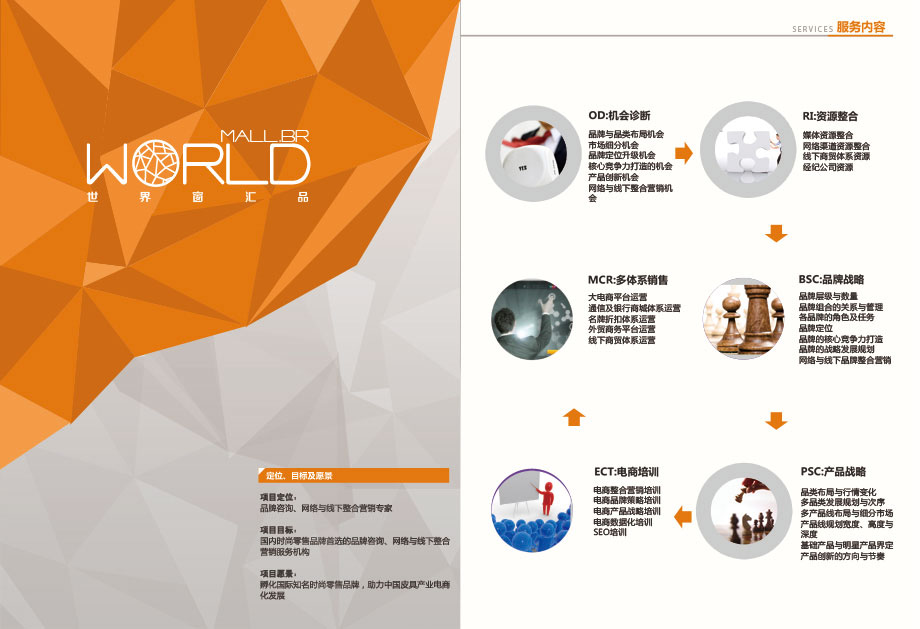 MALL.BR
WORLD
世界窗汇品
定位、目标及愿景
项目定位：
品牌咨询、网络与线下整合营销专家
项目目标：
国内时尚零售品牌首选的品牌咨询、网络与线下整合
营销服务机构
项目愿景：
孵化国际知名时尚零售品牌，助力中国皮具产业电商
化发展
SERVICES 服务内容
OD:机会诊断
品牌与品类布局机会
市场细分机会
品牌定位升级机会
核心竞争力打造的机会
产品创新机会
网络与线下整合营销机
会
YES
RI:资源整合
媒体资源整合
网络渠道资源整合
线下商贸体系资源
经纪公司资源
MCR:多体系销售
大电商平台运营
通信及银行商城体系运营
名牌折扣体系运营
外贸商务平台运营
线下商贸体系运营
BSC:品牌战略
品牌层级与数量
品牌组合的关系与管理
各品牌的角色及任务
品牌定位
品牌的核心竞争力打造
品牌的战略发展规划
网络与线下品牌整合营销
ECT:电商培训
电商整合营销培训
电商品牌策略培训
电商产品战略培训
电商数据化培训
SEO培训
PSC:产品战略
品类布局与行情变化
多品类发展规划与次序
多产品线布局与细分市场
产品线规划宽度、高度与
深度
基础产品与明星产品界定
产品创新的方向与节奏